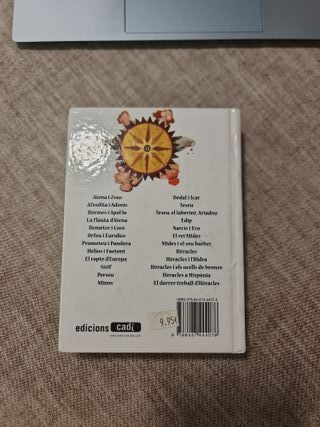 Atena i Zeus
Afrodita i Adonis
Hermes i Apol·lo
La flauta d'Atena
Demèter i Core
Orfeu i Eurídice
Prometeu i Pandora
Hèlios i Faetont
El rapte d'Europa
Sísif
Perseu
Minos
Dèdal i Ícar
Teseu
Teseu, el laberint, Ariadna
Èdip
Narcís i Eco
El rei Mides
Mides i el seu barber
Hèracles
Hèracles i l'Hidra
Hèracles i els ocells de bronze
Hèracles a Hispània
El darrer treball d'Hèracles
edicions cadí
9.95€